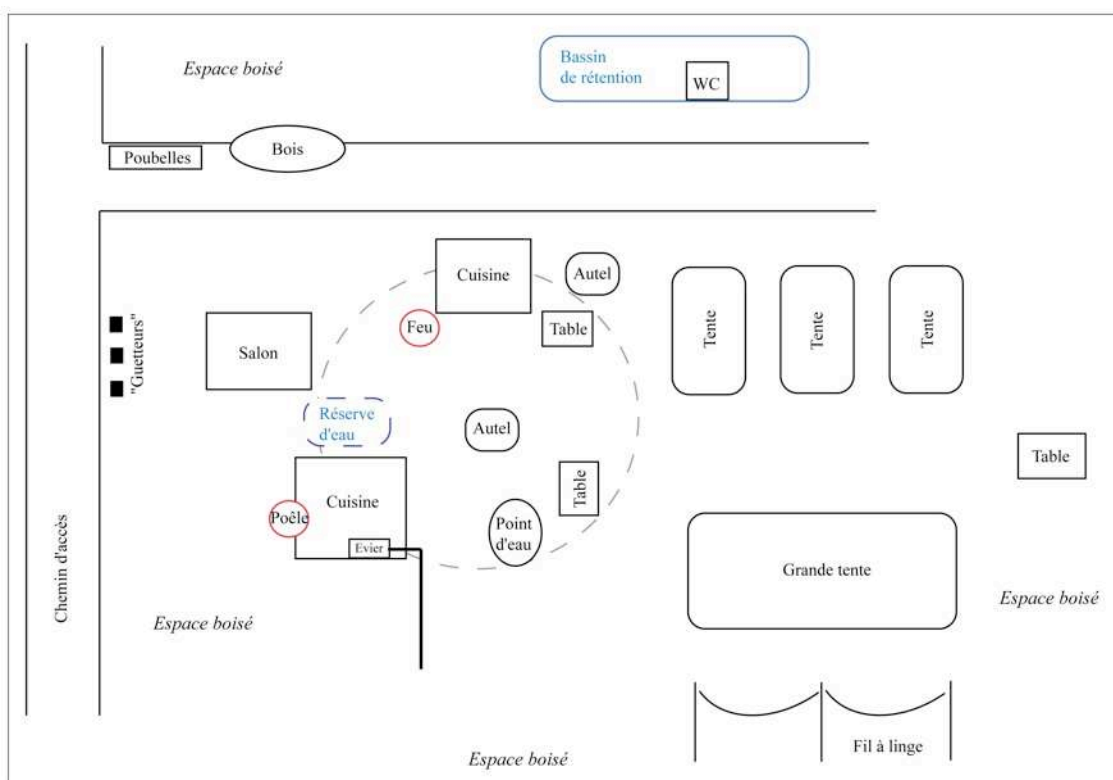 Espace boisé
Bassin
de rétention
WC
Poubelles
Bois
Cuisine
Autel
Feu
Table
Tente
Tente
Tente
"Guetteurs"
Salon
Réserve
d'eau
Autel
Table
Table
Cuisine
Poêle
Evier
Point
d'eau
Grande tente
Chemin d'accès
Espace boisé
Espace boisé
Fil à linge
Espace boisé